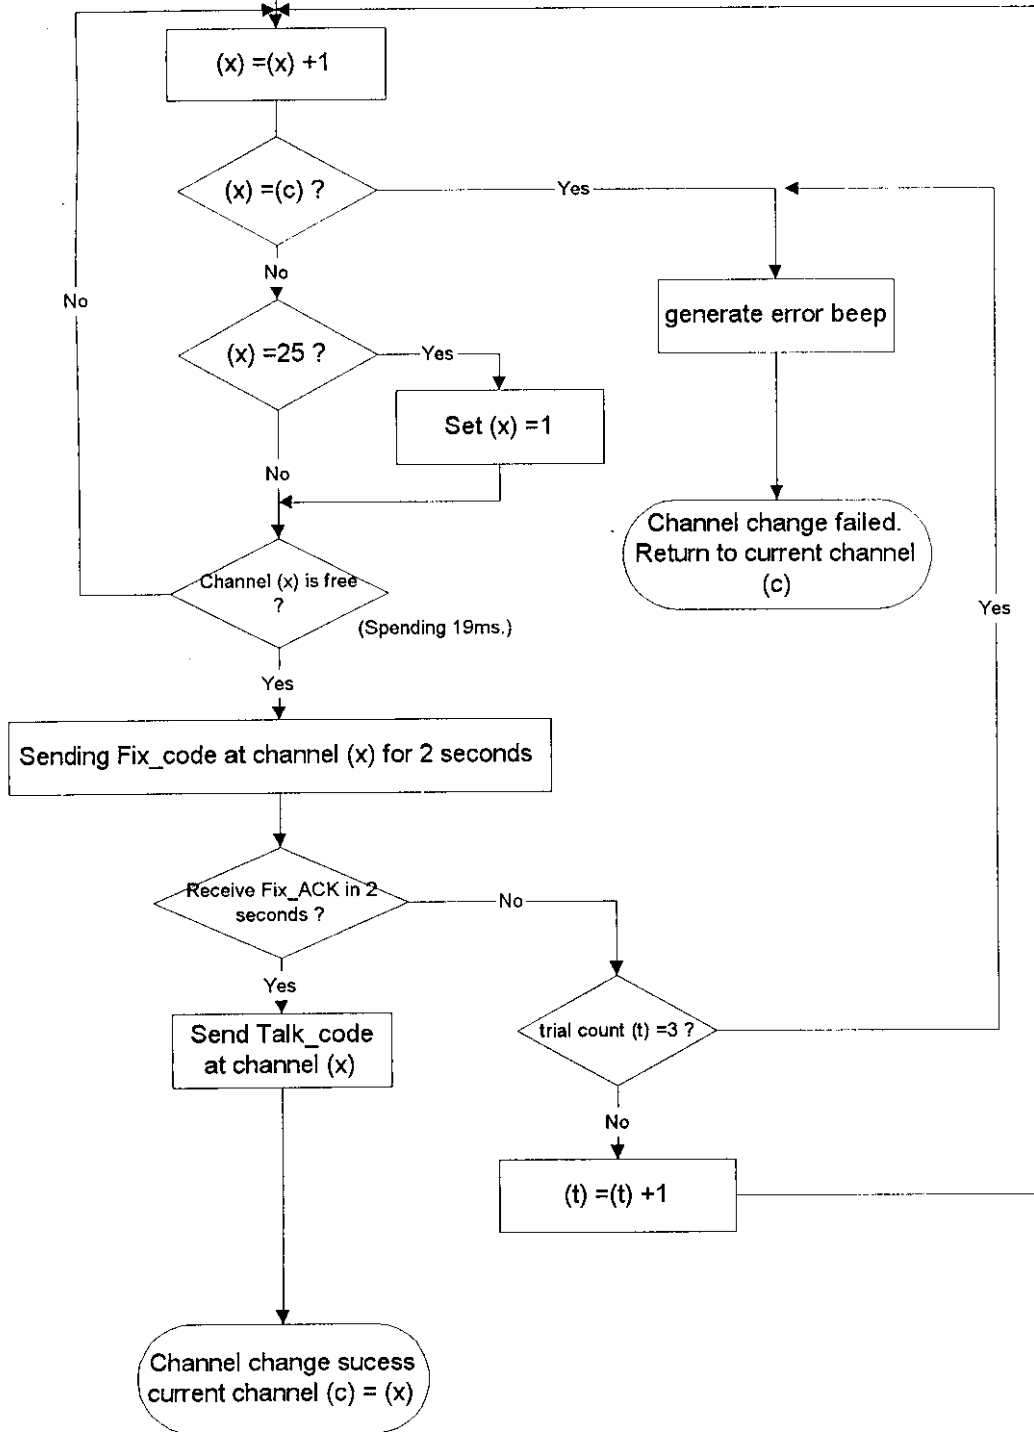 (x) =(x) +1
(x) =(c) ?
Yes
No
No
generate error beep
(x) =25 ?
Yes
Set (x) =1
No
Channel change failed.
Return to current channel
(c)
Channel (x) is free
?
(Spending 19ms.)
Yes
Yes
Sending Fix_code at channel (x) for 2 seconds
Receive Fix_ACK in 2
seconds ?
No
Yes
Send Talk_code
at channel (x)
trial count (t) =3 ?
No
(t) =(t) +1
Channel change sucess
current channel (c) = (x)